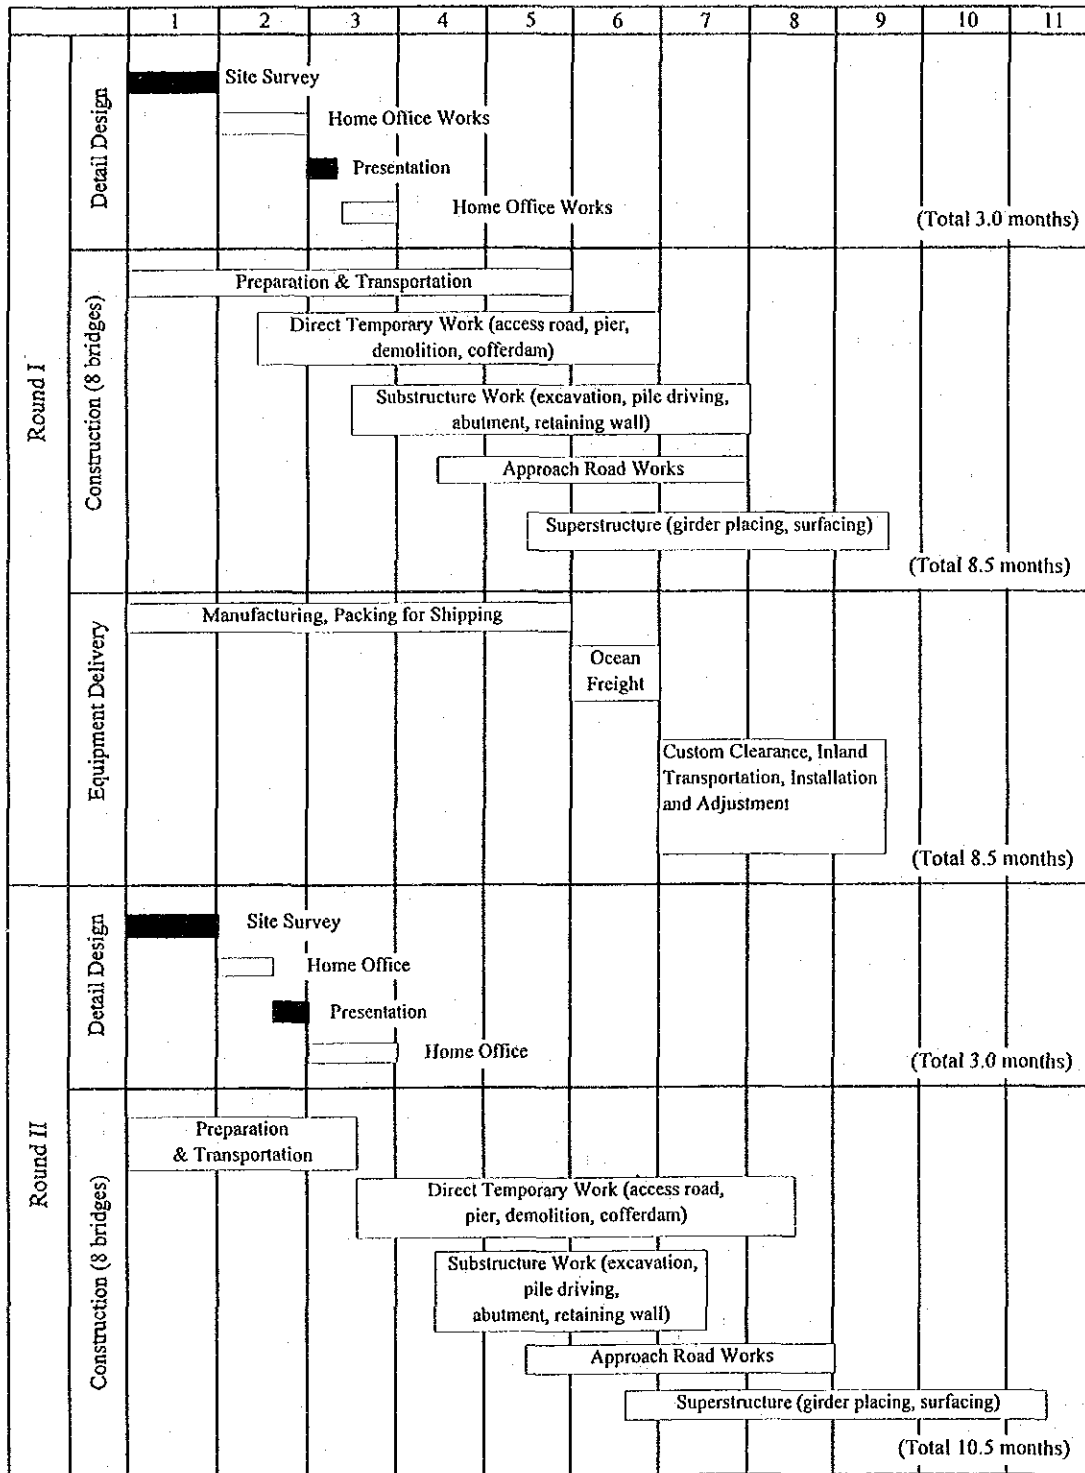 1 2 3 4 5 6 7 8 9 10 11
Round I
Detail Design
Site Survey
Home Office Works
Presentation
Home Office Works
(Total 3.0 months)
Construction (8 bridges)
Preparation & Transportation
Direct Temporary Work (access road, pier,
demolition, cofferdam)
Substructure Work (excavation, pile driving,
abutment, retaining wall)
Approach Road Works
Superstructure (girder placing, surfacing)
(Total 8.5 months)
Equipment Delivery
Manufacturing, Packing for Shipping
Ocean
Freight
Custom Clearance, Inland
Transportation, Installation
and Adjustment
(Total 8.5 months)
Round II
Detail Design
Site Survey
Home Office
Presentation
Home Office
(Total 3.0 months)
Construction (8 bridges)
Preparation
& Transportation
Direct Temporary Work (access road,
pier, demolition, cofferdam)
Substructure Work (excavation,
pile driving,
abutment, retaining wall)
Approach Road Works
Superstructure (girder placing, surfacing)
(Total 10.5 months)